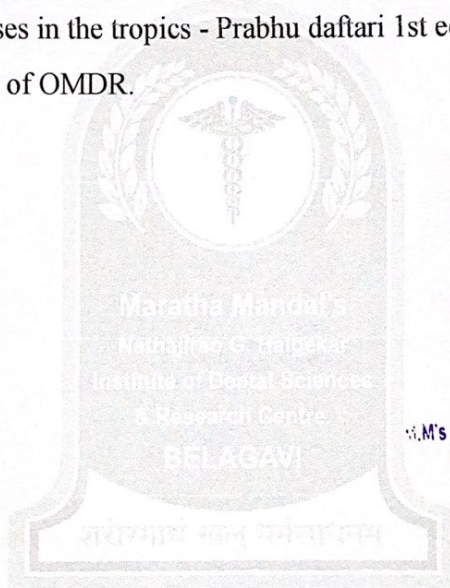 ses in the tropics - Prabhu daftari 1st e
of OMDR.
Maratha Mandal's
Nathajirao G. Halgekar
Institute of Dental Sciences
& Research Centre
BELAGAVI
M's